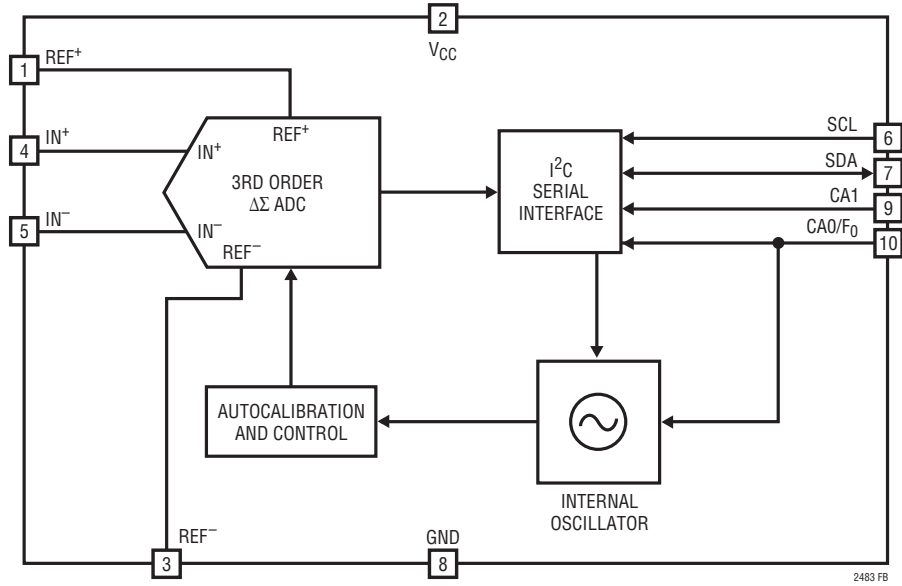 2
V_CC
1
REF⁺
4
IN⁺
5
IN⁻
REF⁺
IN⁺
3RD ORDER
ΔΣ ADC
IN⁻
REF⁻
I²C
SERIAL
INTERFACE
SCL
6
SDA
7
CA1
9
CA0/F₀
10
AUTOCALIBRATION
AND CONTROL
INTERNAL
OSCILLATOR
REF⁻
3
GND
8
2483 FB